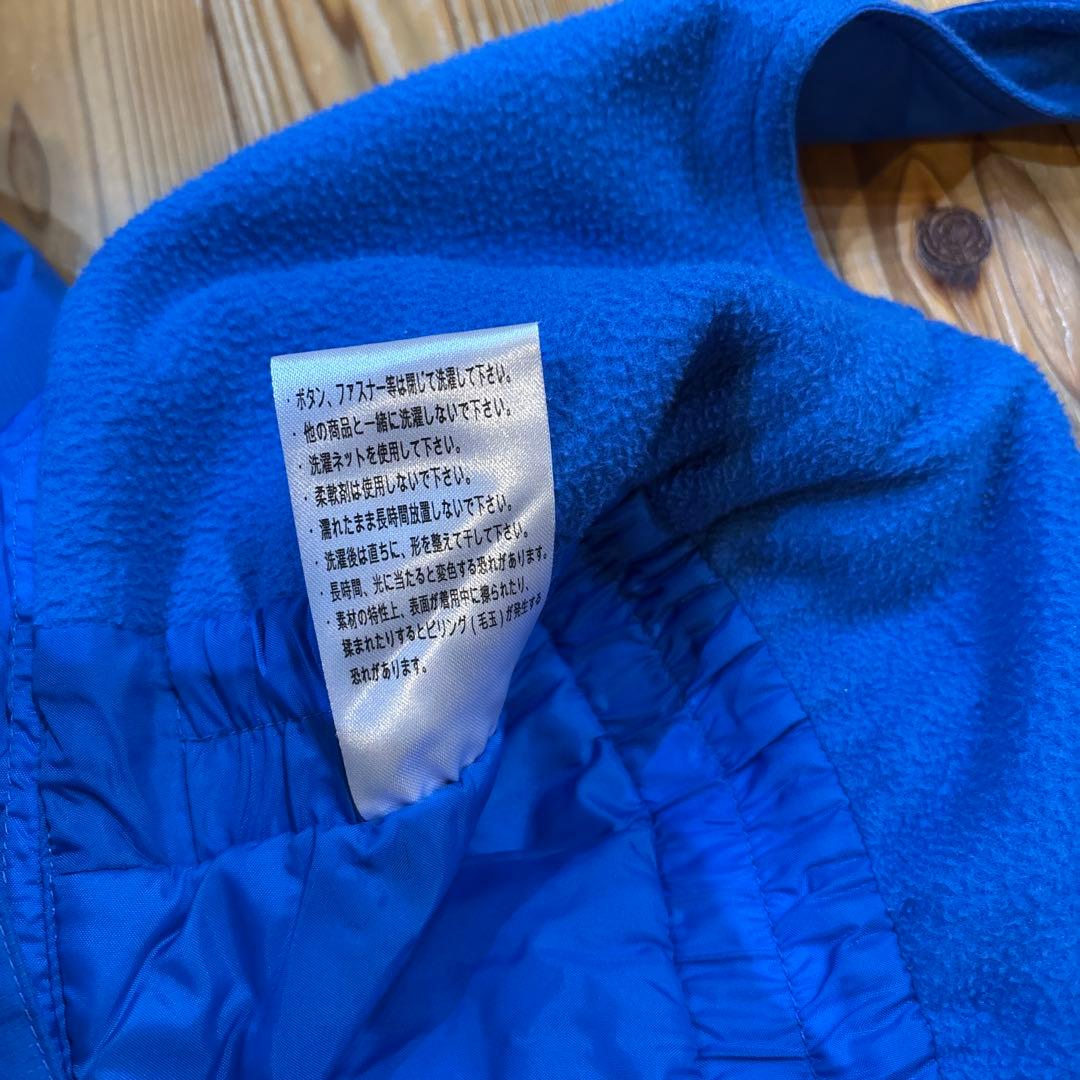 ・ボタン、ファスナー等は閉じて洗濯して下さい。
・他の商品と一緒に洗濯しないで下さい。
・洗濯ネットを使用して下さい。
・柔軟剤は使用しないで下さい。
・濡れたまま長時間放置しないで下さい。
・洗濯後は直ちに、形を整えて干して下さい。
・長時間、光に当たると変色する恐れがあります。
・素材の特性上、表面が着用中に擦られたり、
揉まれたりするとピリング(毛玉)が発生する
恐れがあります。